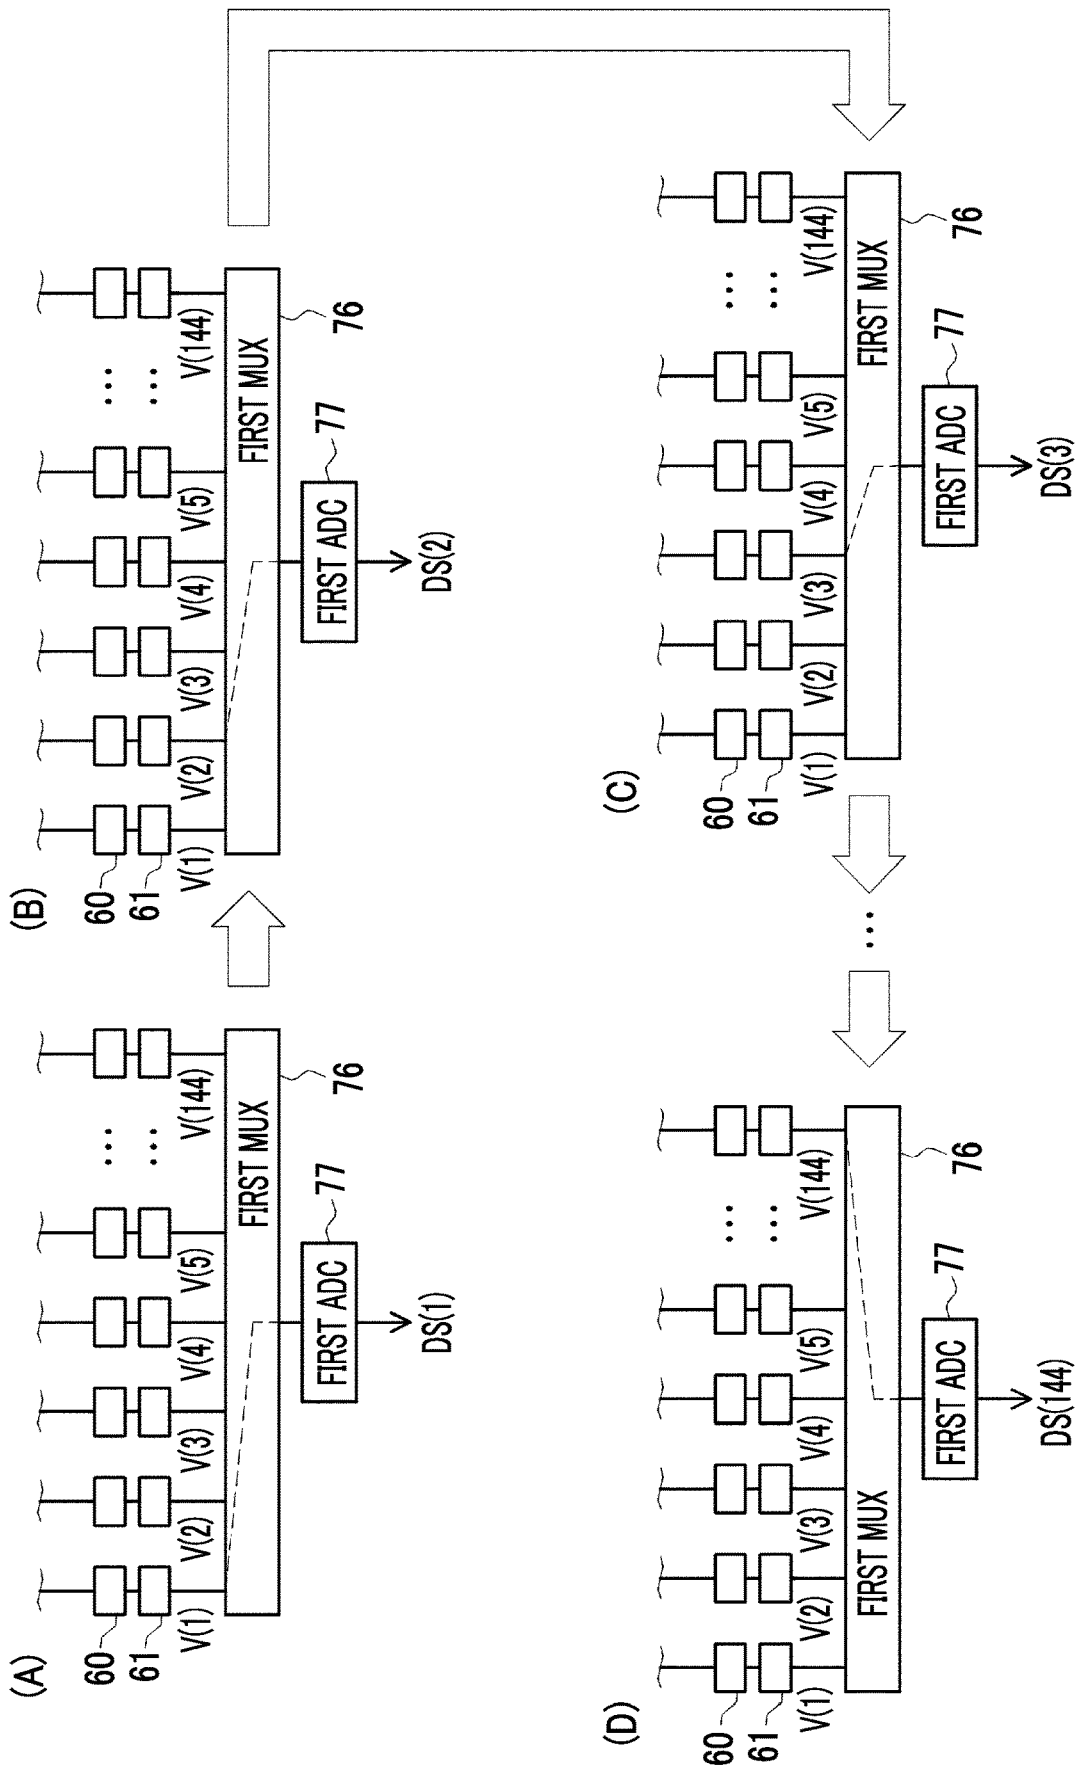 (A)
60
61
V(1)
V(2)
V(3)
V(4)
V(5)
...
...
V(144)
FIRST MUX
76
FIRST ADC
77
DS(1)
(B)
60
61
V(1)
V(2)
V(3)
V(4)
V(5)
...
...
V(144)
FIRST MUX
76
FIRST ADC
77
DS(2)
(C)
60
61
V(1)
V(2)
V(3)
V(4)
V(5)
...
...
V(144)
FIRST MUX
76
FIRST ADC
77
DS(3)
...
(D)
60
61
V(1)
V(2)
V(3)
V(4)
V(5)
...
...
V(144)
FIRST MUX
76
FIRST ADC
77
DS(144)